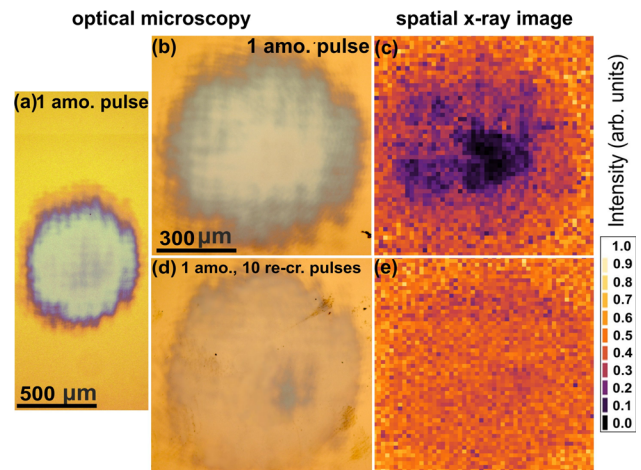 optical microscopy
spatial x-ray image
(a) 1 amo. pulse
500 μm
(b) 1 amo. pulse
300 μm
(c)
(d) 1 amo., 10 re-cr. pulses
(e)
Intensity (arb. units)
1.0
0.9
0.8
0.7
0.6
0.5
0.4
0.3
0.2
0.1
0.0